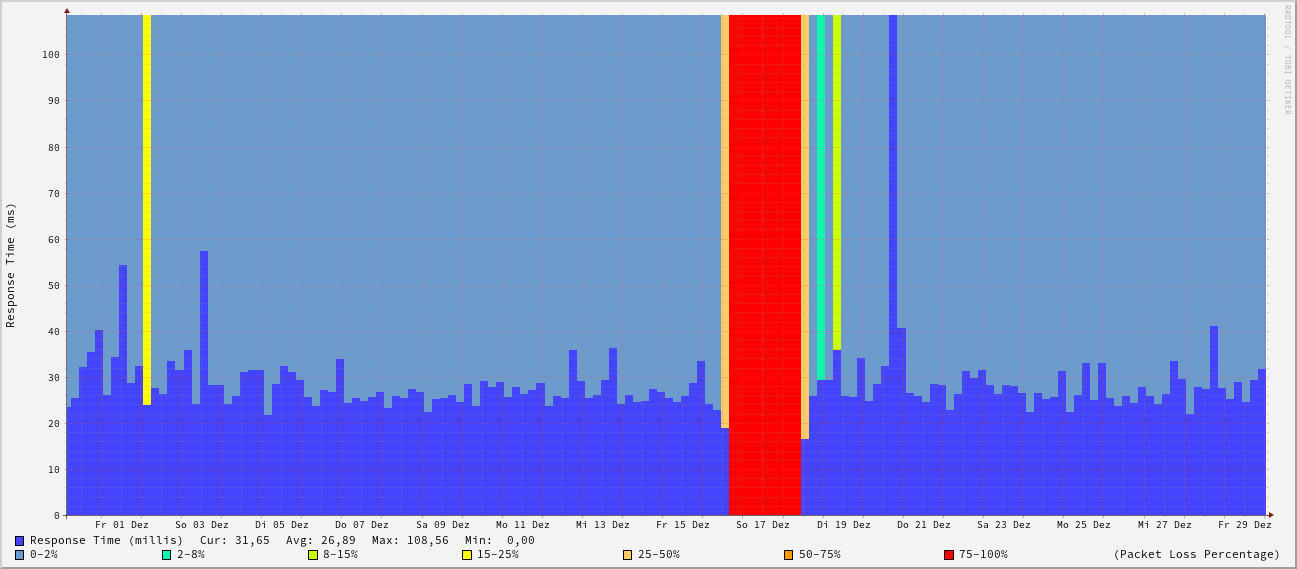 RRDTOOL / TOBI OETIKER
Response Time (ms)
100
90
80
70
60
50
40
30
20
10
0
Fr 01 Dez So 03 Dez Di 05 Dez Do 07 Dez Sa 09 Dez Mo 11 Dez Mi 13 Dez Fr 15 Dez So 17 Dez Di 19 Dez Do 21 Dez Sa 23 Dez Mo 25 Dez Mi 27 Dez Fr 29 Dez
Response Time (millis) Cur: 31,65 Avg: 26,89 Max: 108,56 Min: 0,00
0-2% 2-8% 8-15% 15-25% 25-50% 50-75% 75-100% (Packet Loss Percentage)